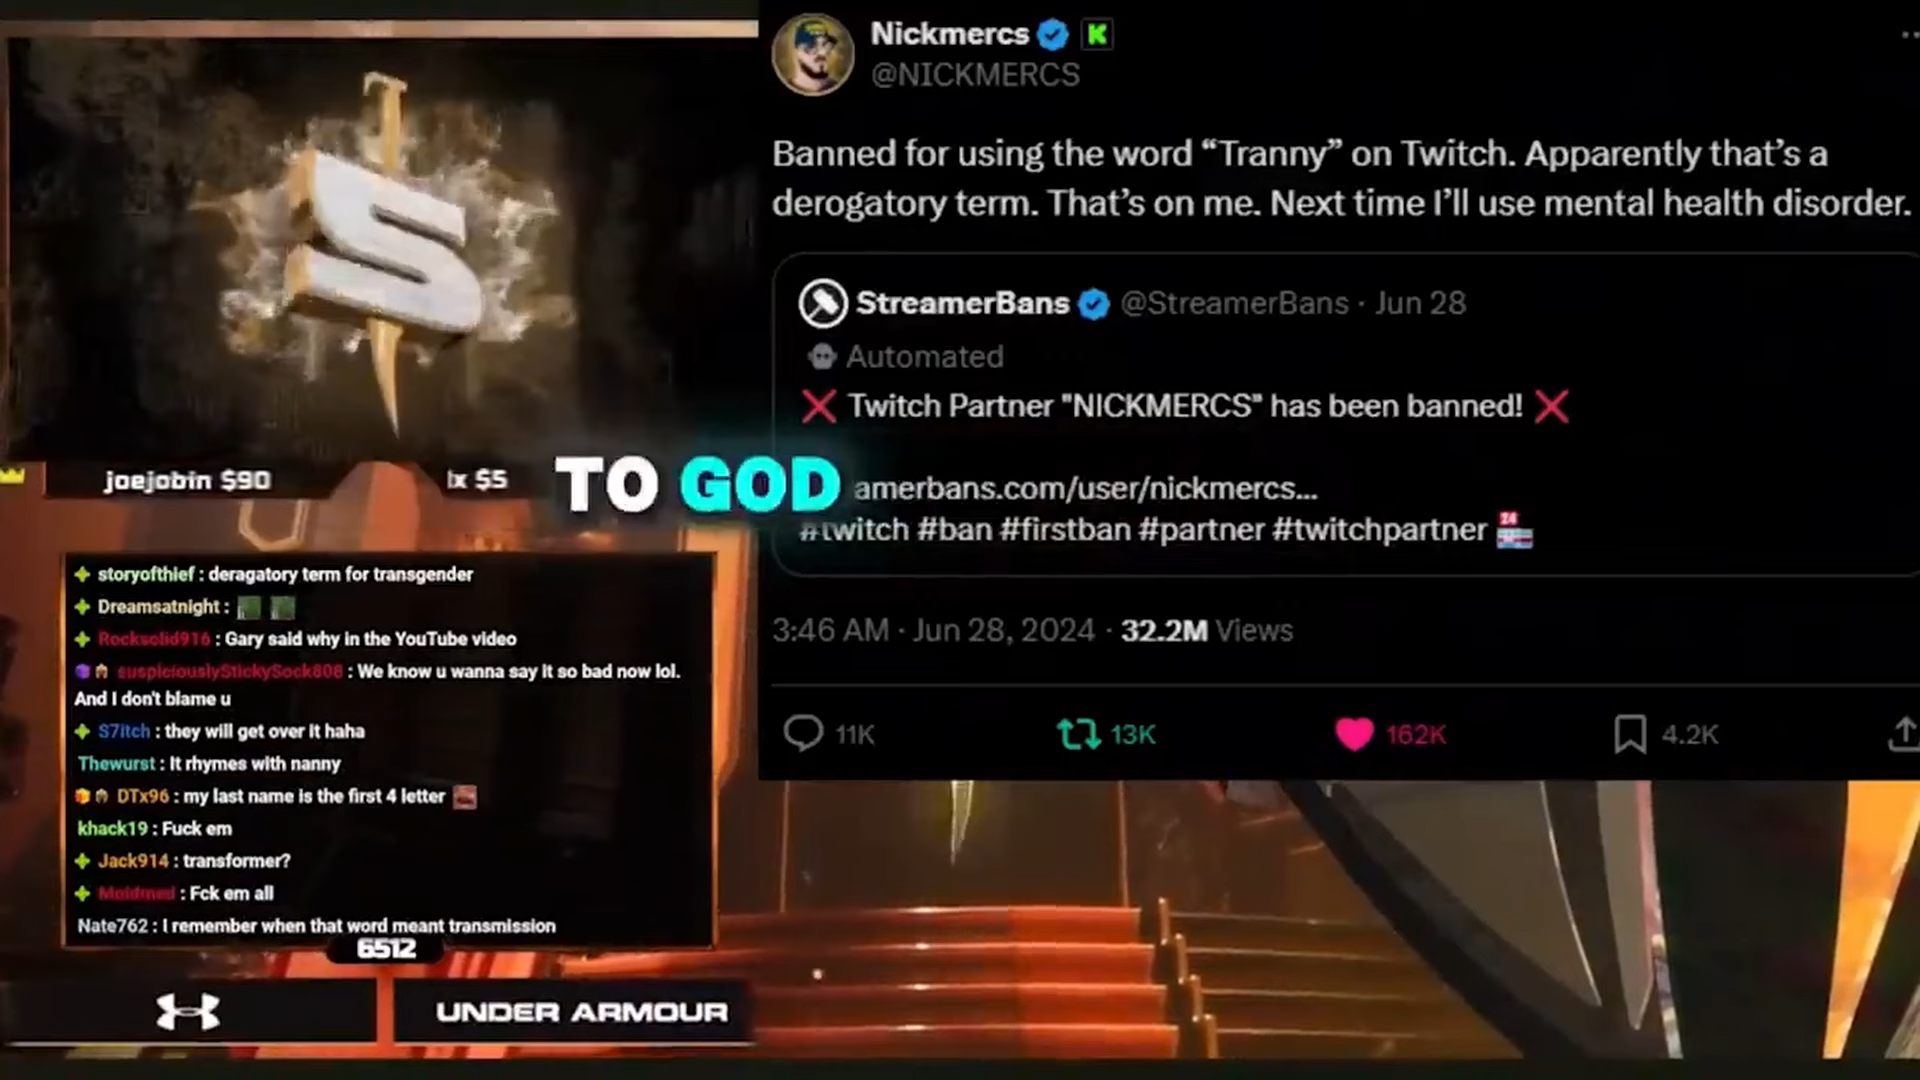 Nickmercs K
@NICKMERCS
Banned for using the word “Tranny” on Twitch. Apparently that’s a
derogatory term. That’s on me. Next time I’ll use mental health disorder.
StreamerBans @StreamerBans · Jun 28
Automated
❌ Twitch Partner "NICKMERCS" has been banned! ❌
amerbans.com/user/nickmercs...
#twitch #ban #firstban #partner #twitchpartner
3:46 AM · Jun 28, 2024 · 32.2M Views
11K 13K 162K 4.2K
joejobin $90 lx $5
TO GOD
storyofthief : deragatory term for transgender
Dreamsatnight :
Rocksolid916 : Gary said why in the YouTube video
suspiciouslyStickySock808 : We know u wanna say it so bad now lol.
And I don't blame u
S7itch : they will get over it haha
Thewurst : It rhymes with nanny
DTx96 : my last name is the first 4 letter
khack19 : Fuck em
Jack914 : transformer?
: Fck em all
Nate762 : I remember when that word meant transmission
6512
UNDER ARMOUR